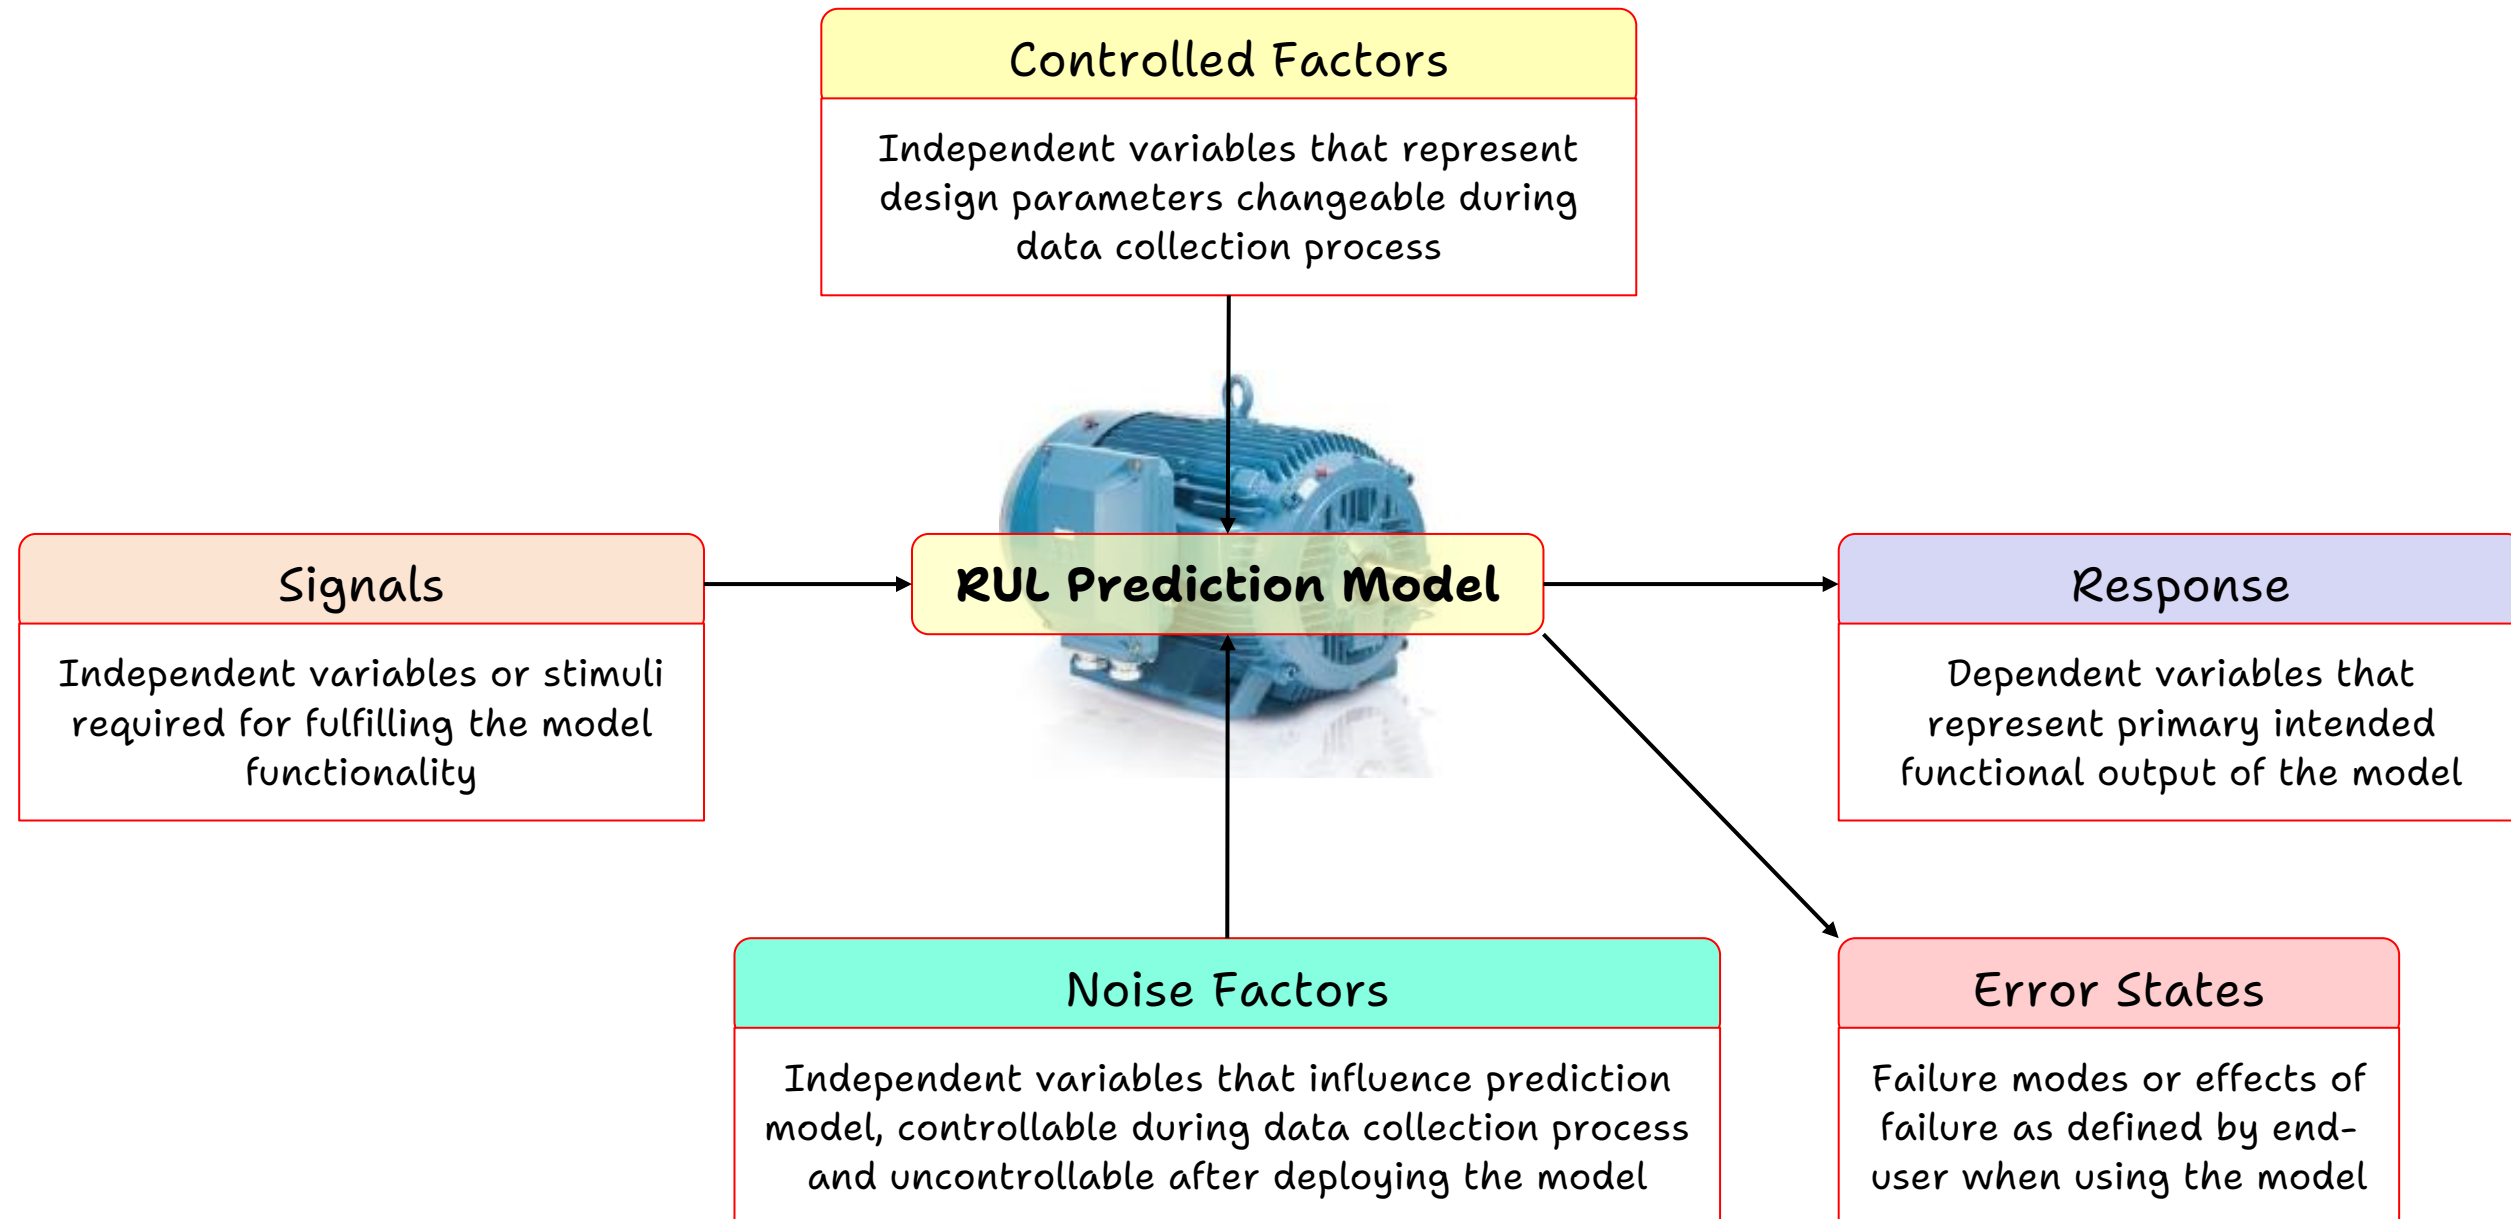 Controlled Factors
Independent variables that represent
design parameters changeable during
data collection process
Signals
Independent variables or stimuli
required for fulfilling the model
functionality
RUL Prediction Model
Response
Dependent variables that
represent primary intended
functional output of the model
Noise Factors
Independent variables that influence prediction
model, controllable during data collection process
and uncontrollable after deploying the model
Error States
Failure modes or effects of
failure as defined by end-
user when using the model